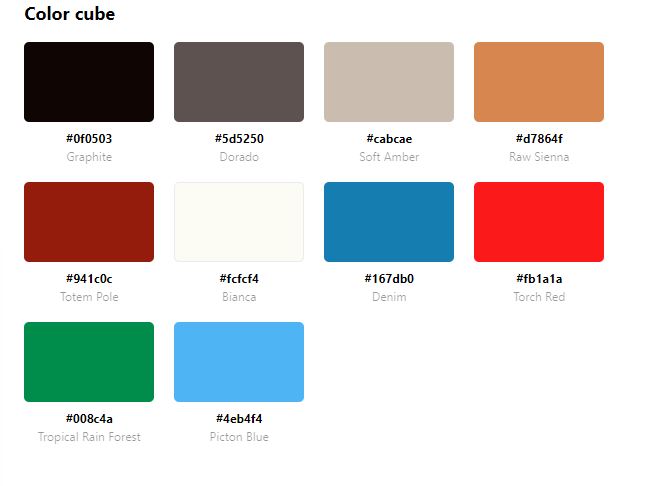 Color cube
#0f0503 #5d5250 #cabcae #d7864f
Graphite Dorado Soft Amber Raw Sienna
#941c0c #fcfcf4 #167db0 #fb1a1a
Totem Pole Bianca Denim Torch Red
#008c4a #4eb4f4
Tropical Rain Forest Picton Blue